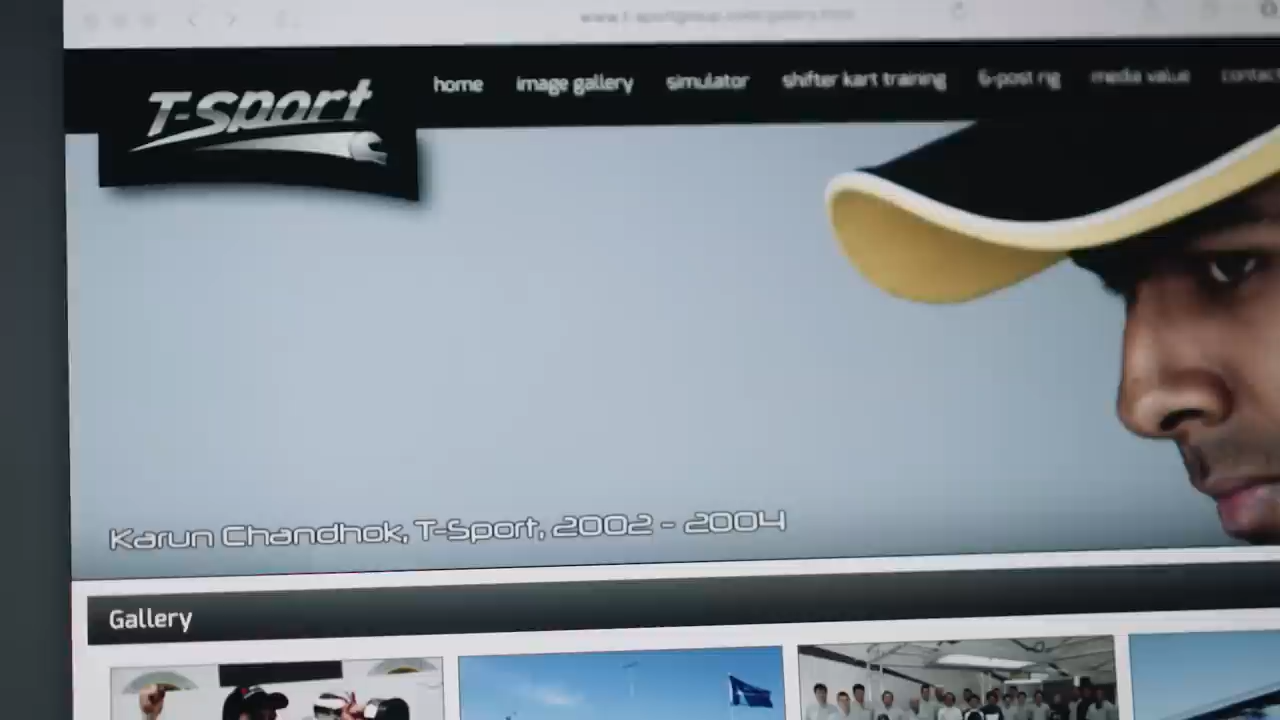 T-Sport
home image gallery simulator shifter kart training 6-post rig media value contact
Karun Chandhok, T-Sport, 2002 - 2004
Gallery